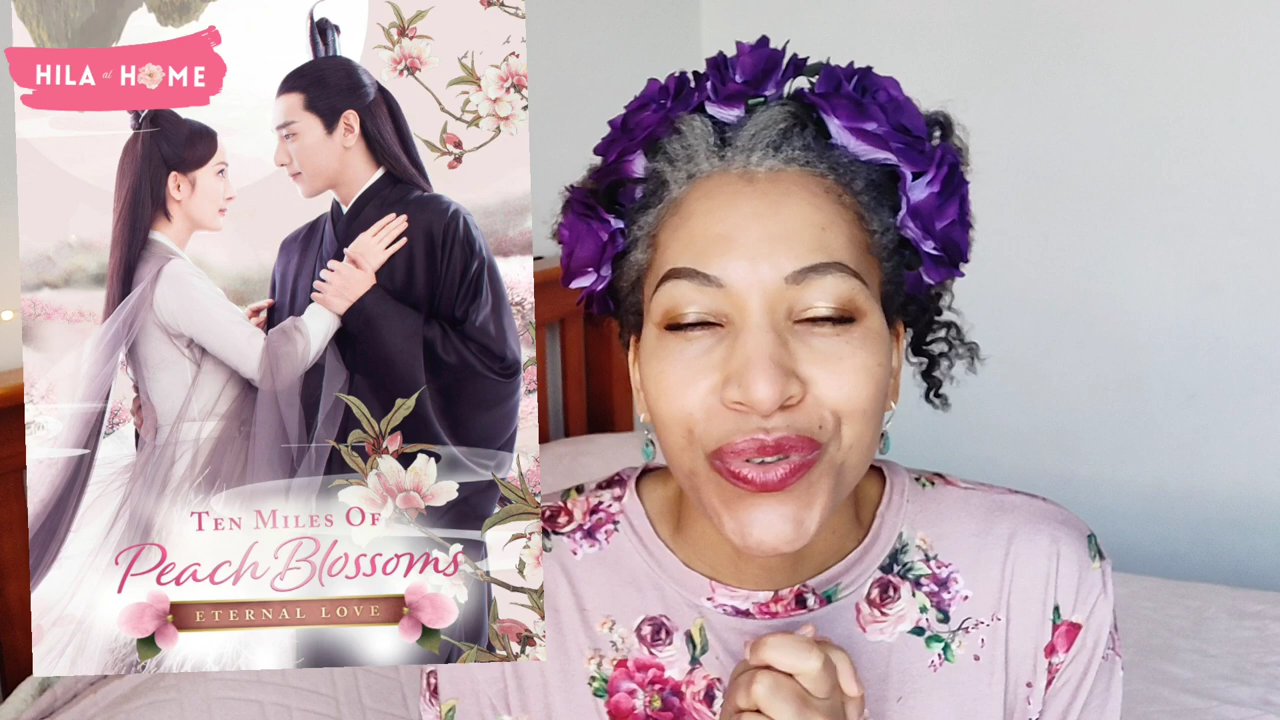 HILA at HOME
TEN MILES OF
Peach Blossoms
ETERNAL LOVE